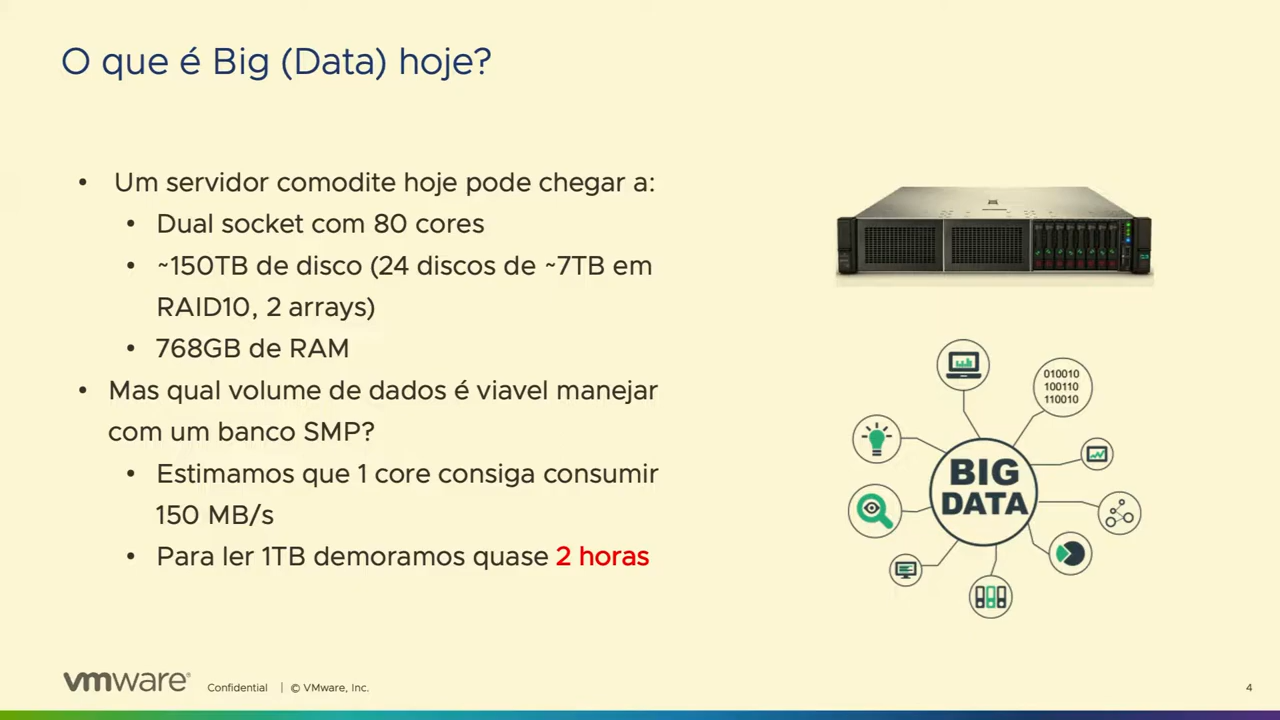 O que é Big (Data) hoje?
• Um servidor comodite hoje pode chegar a:
• Dual socket com 80 cores
• ~150TB de disco (24 discos de ~7TB em
RAID10, 2 arrays)
• 768GB de RAM
• Mas qual volume de dados é viavel manejar
com um banco SMP?
• Estimamos que 1 core consiga consumir
150 MB/s
• Para ler 1TB demoramos quase 2 horas
010010
100110
110010
BIG
DATA
vmware®
Confidential | © VMware, Inc.
4